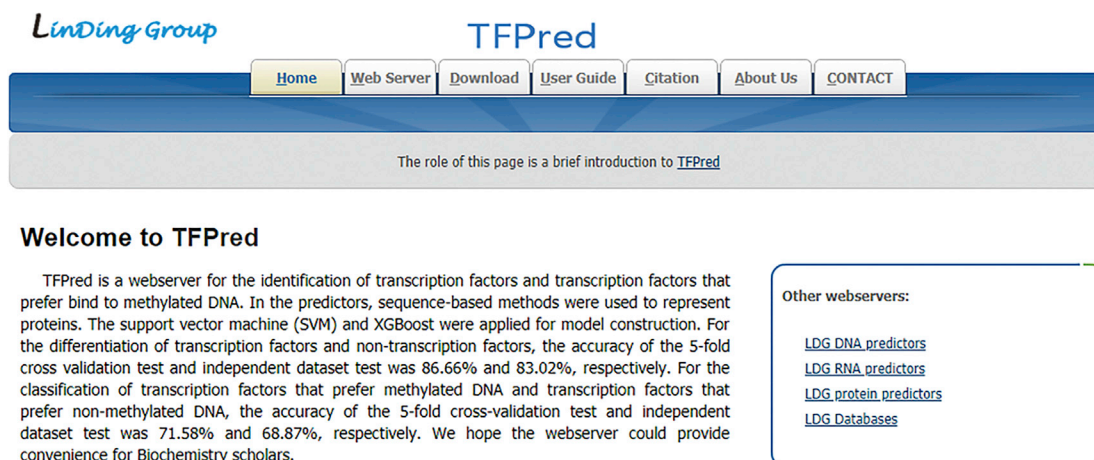 LinDing Group
TFPred
Home Web Server Download User Guide Citation About Us CONTACT
The role of this page is a brief introduction to TFPred
Welcome to TFPred
TFPred is a webserver for the identification of transcription factors and transcription factors that
prefer bind to methylated DNA. In the predictors, sequence-based methods were used to represent
proteins. The support vector machine (SVM) and XGBoost were applied for model construction. For
the differentiation of transcription factors and non-transcription factors, the accuracy of the 5-fold
cross validation test and independent dataset test was 86.66% and 83.02%, respectively. For the
classification of transcription factors that prefer methylated DNA and transcription factors that
prefer non-methylated DNA, the accuracy of the 5-fold cross-validation test and independent
dataset test was 71.58% and 68.87%, respectively. We hope the webserver could provide
convenience for Biochemistry scholars.
Other webservers:
LDG DNA predictors
LDG RNA predictors
LDG protein predictors
LDG Databases